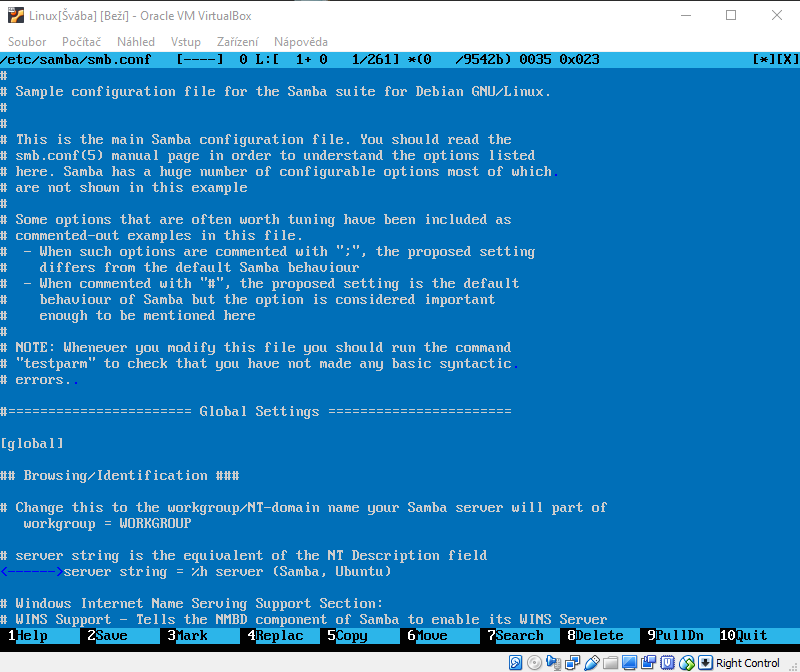 Linux[Švába] [Beží] - Oracle VM VirtualBox
Soubor Počítač Náhled Vstup Zařízení Nápověda
/etc/samba/smb.conf [----] 0 L:[ 1+ 0 1/261] *(0 /9542b) 0035 0x023 [*][X]
#
# Sample configuration file for the Samba suite for Debian GNU/Linux.
#
#
# This is the main Samba configuration file. You should read the
# smb.conf(5) manual page in order to understand the options listed
# here. Samba has a huge number of configurable options most of which.
# are not shown in this example
#
# Some options that are often worth tuning have been included as
# commented-out examples in this file.
# - When such options are commented with ";", the proposed setting
# differs from the default Samba behaviour
# - When commented with "#", the proposed setting is the default
# behaviour of Samba but the option is considered important
# enough to be mentioned here
#
# NOTE: Whenever you modify this file you should run the command
# "testparm" to check that you have not made any basic syntactic.
# errors..
#======================= Global Settings =======================
[global]
## Browsing/Identification ###
# Change this to the workgroup/NT-domain name your Samba server will part of
workgroup = WORKGROUP
# server string is the equivalent of the NT Description field
<------>server string = %h server (Samba, Ubuntu)
# Windows Internet Name Serving Support Section:
# WINS Support - Tells the NMBD component of Samba to enable its WINS Server
1Help 2Save 3Mark 4Replac 5Copy 6Move 7Search 8Delete 9PullDn 10Quit
Right Control